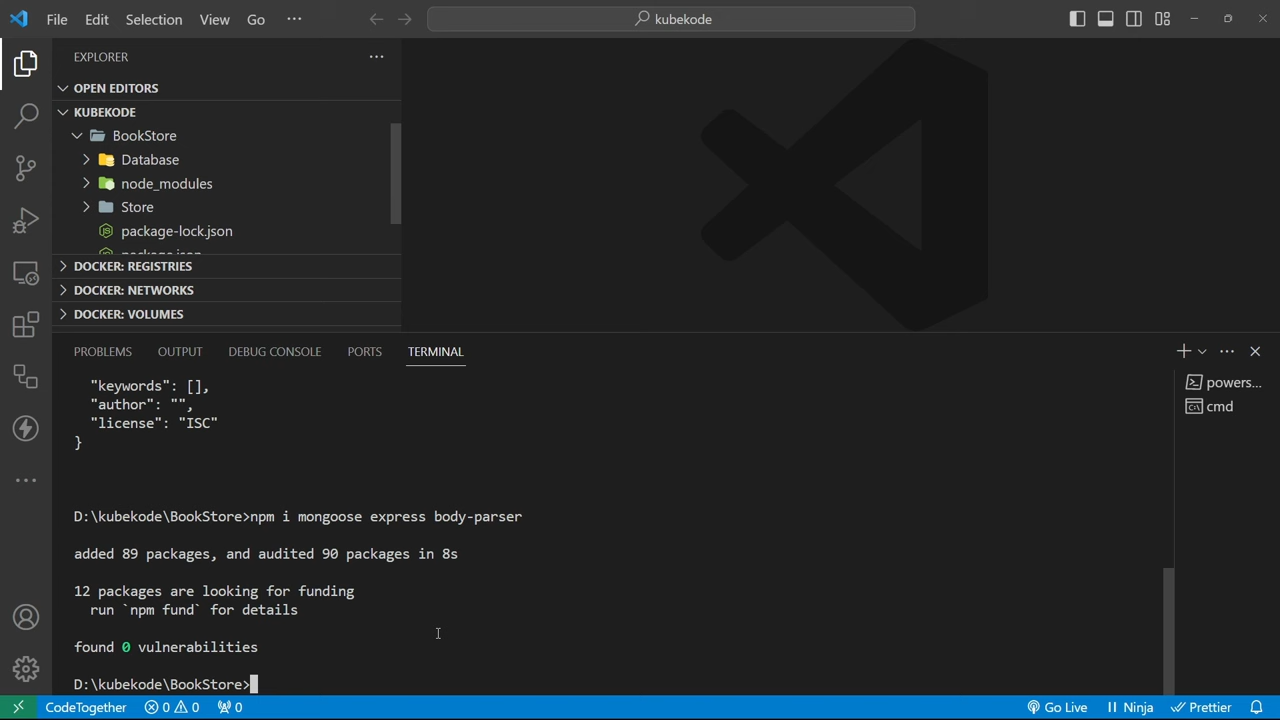 File Edit Selection View Go ···
kubekode
EXPLORER
OPEN EDITORS
KUBEKODE
BookStore
Database
node_modules
Store
package-lock.json
package.json
DOCKER: REGISTRIES
DOCKER: NETWORKS
DOCKER: VOLUMES
PROBLEMS OUTPUT DEBUG CONSOLE PORTS TERMINAL
"keywords": [],
"author": "",
"license": "ISC"
}
D:\kubekode\BookStore>npm i mongoose express body-parser
added 89 packages, and audited 90 packages in 8s
12 packages are looking for funding
run `npm fund` for details
found 0 vulnerabilities
D:\kubekode\BookStore>
powers...
cmd
CodeTogether 0 0 0 Go Live Ninja Prettier